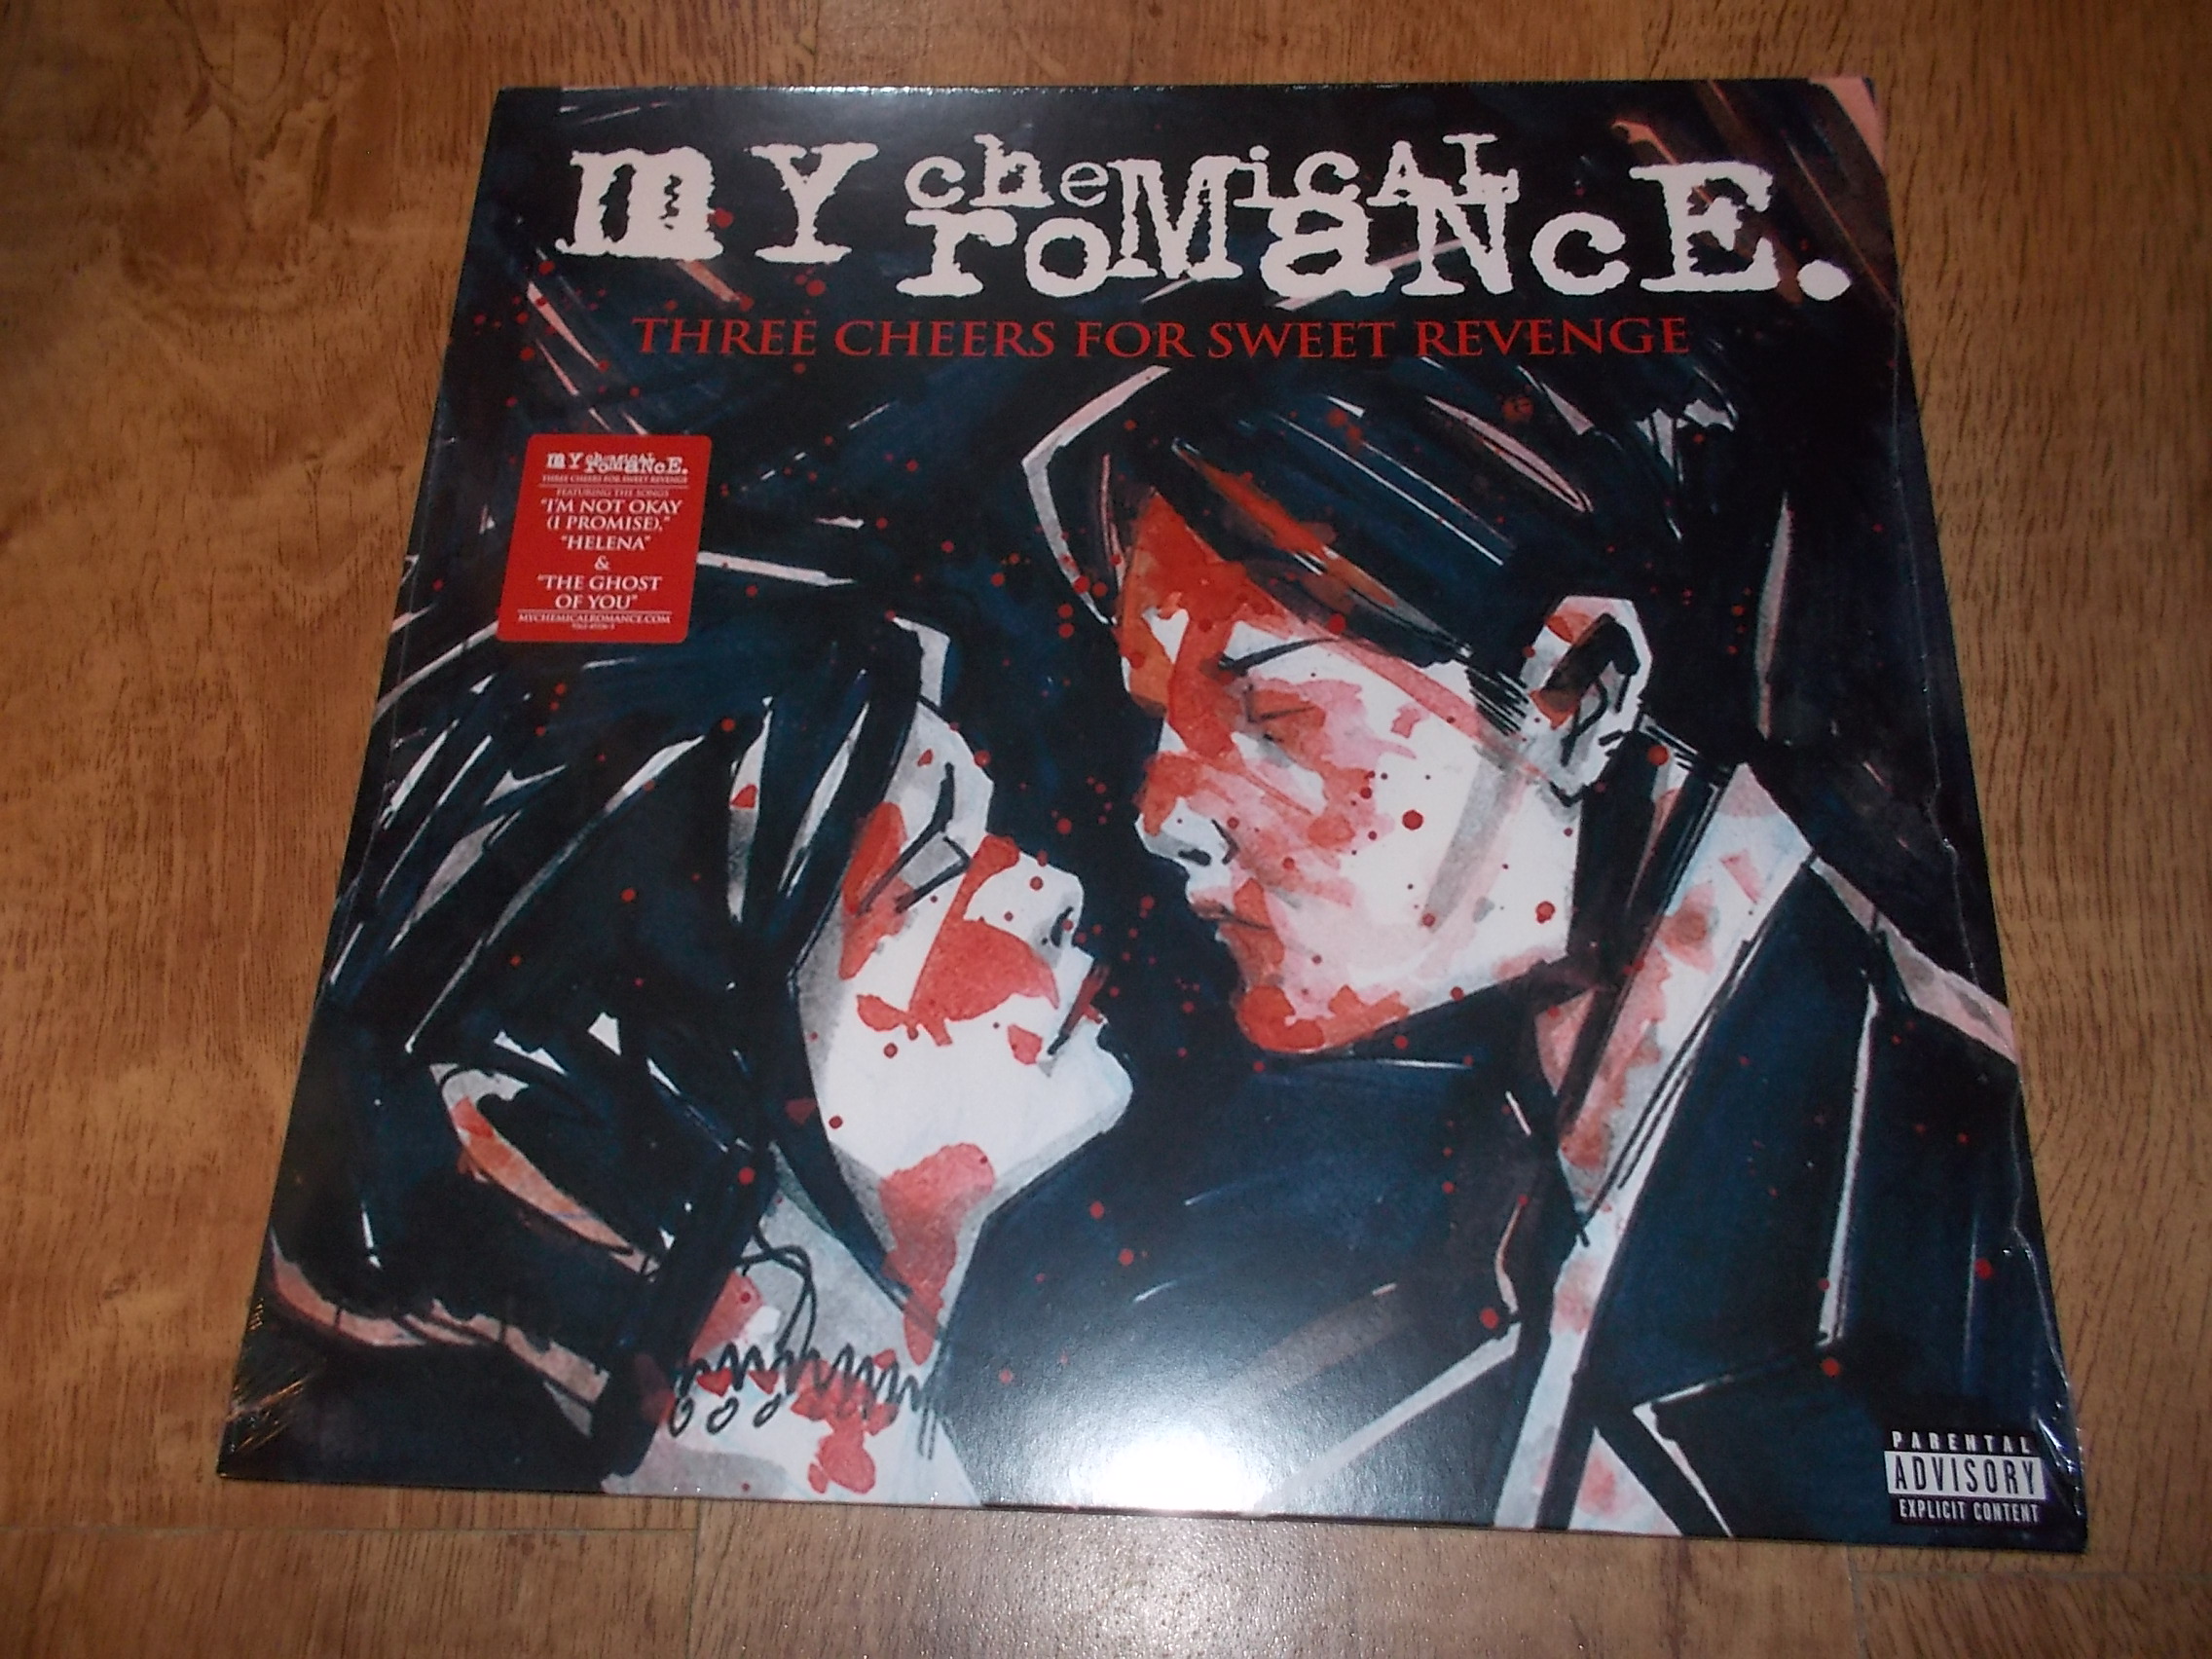 mY cheMicAL
roMaNcE.
THREE CHEERS FOR SWEET REVENGE
mY cheMicAL
roMaNcE.
THREE CHEERS FOR SWEET REVENGE
FEATURING THE SONGS
"I'M NOT OKAY
(I PROMISE),"
"HELENA"
&
"THE GHOST
OF YOU"
MYCHEMICALROMANCE.COM
PARENTAL
ADVISORY
EXPLICIT CONTENT